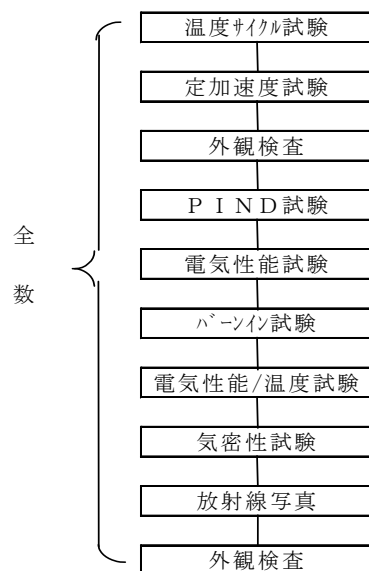 温度ｻｲｸﾙ試験
定加速度試験
外観検査
ＰＩＮＤ試験
全
数
電気性能試験
ﾊﾞｰﾝｲﾝ試験
電気性能/温度試験
気密性試験
放射線写真
外観検査